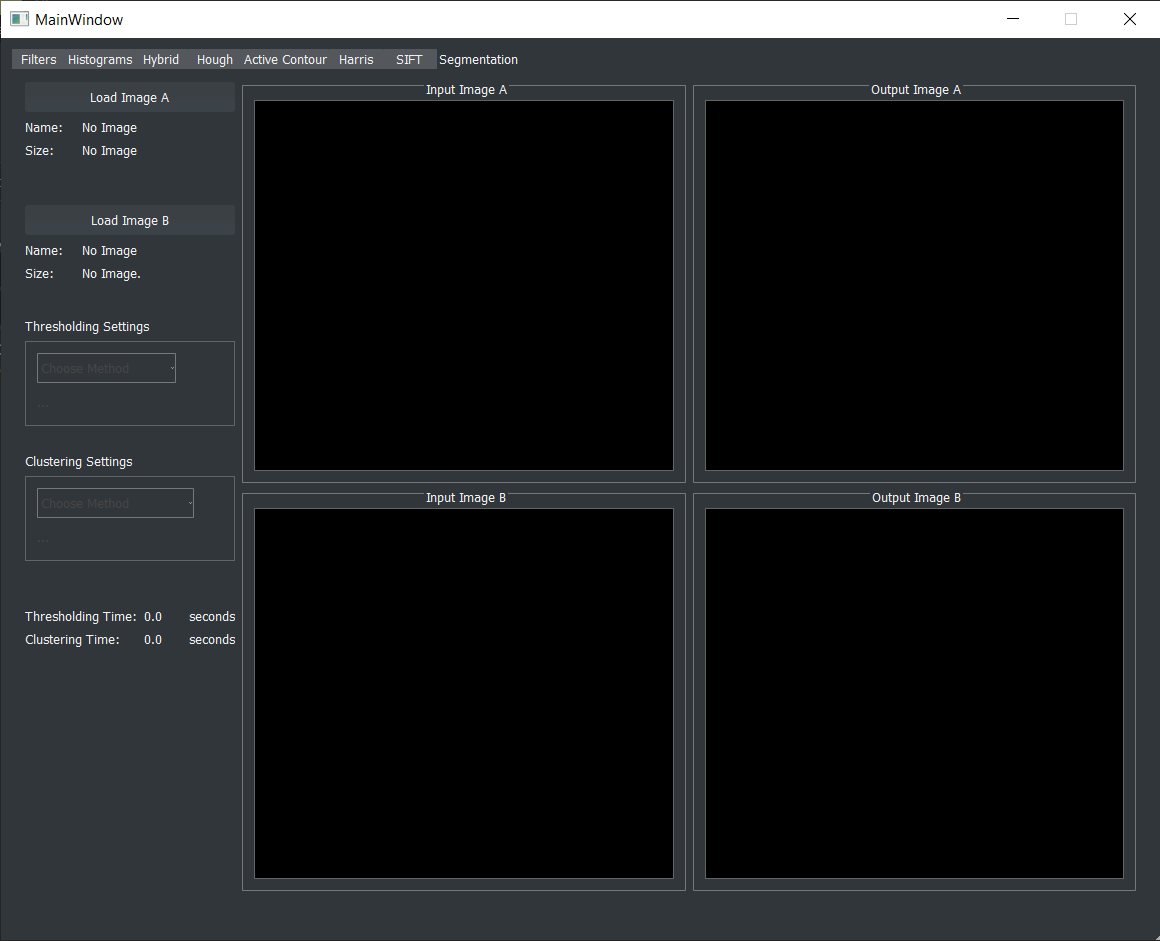 MainWindow
Filters Histograms Hybrid Hough Active Contour Harris SIFT Segmentation
Load Image A
Name: No Image
Size: No Image
Load Image B
Name: No Image
Size: No Image.
Thresholding Settings
Choose Method
...
Clustering Settings
Choose Method
...
Thresholding Time: 0.0 seconds
Clustering Time: 0.0 seconds
Input Image A
Output Image A
Input Image B
Output Image B